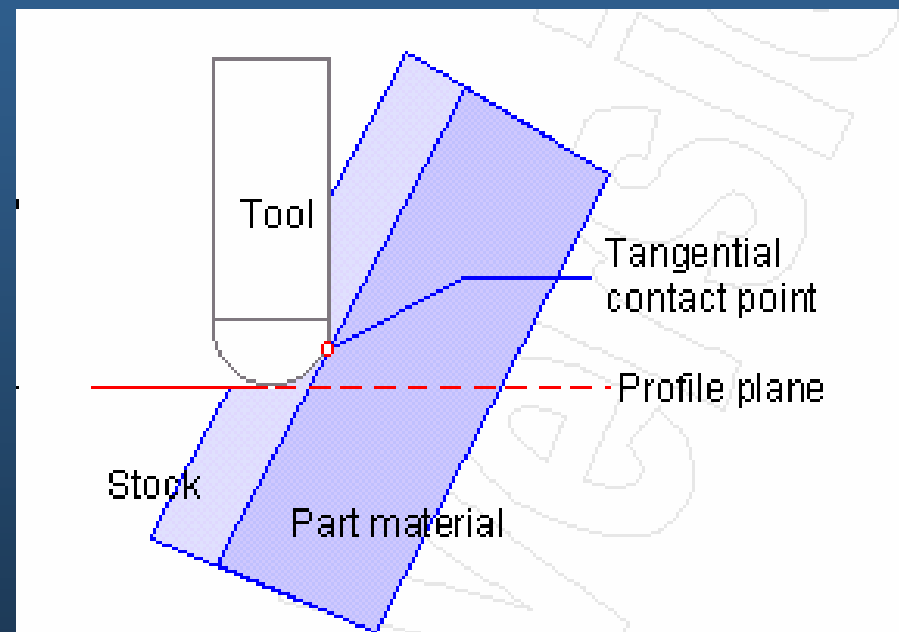 Tool
Tangential
contact point
Profile plane
Stock
Part material